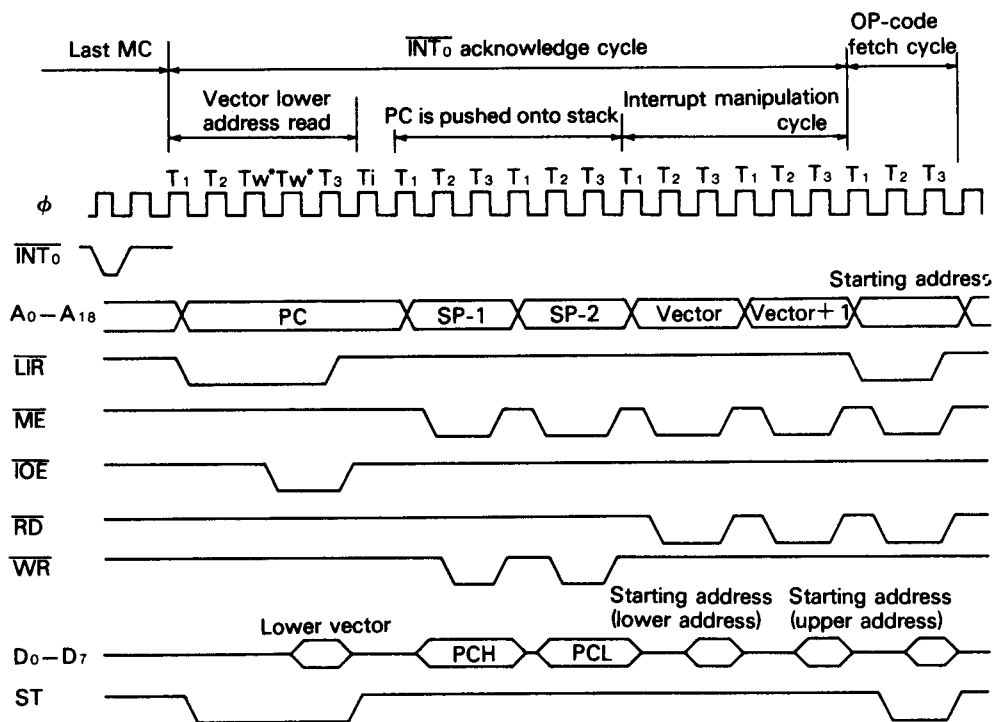 OP-code
Last MC INT₀ acknowledge cycle fetch cycle
Vector lower
address read
PC is pushed onto stack
Interrupt manipulation
cycle
T₁ T₂ Tw* Tw* T₃ Ti T₁ T₂ T₃ T₁ T₂ T₃ T₁ T₂ T₃ T₁ T₂ T₃ T₁ T₂ T₃
φ
INT₀
Starting address
A₀–A₁₈ PC SP-1 SP-2 Vector Vector+1
LIR
ME
IOE
RD
WR
Starting address
(lower address)
Starting address
(upper address)
Lower vector
D₀–D₇ PCH PCL
ST